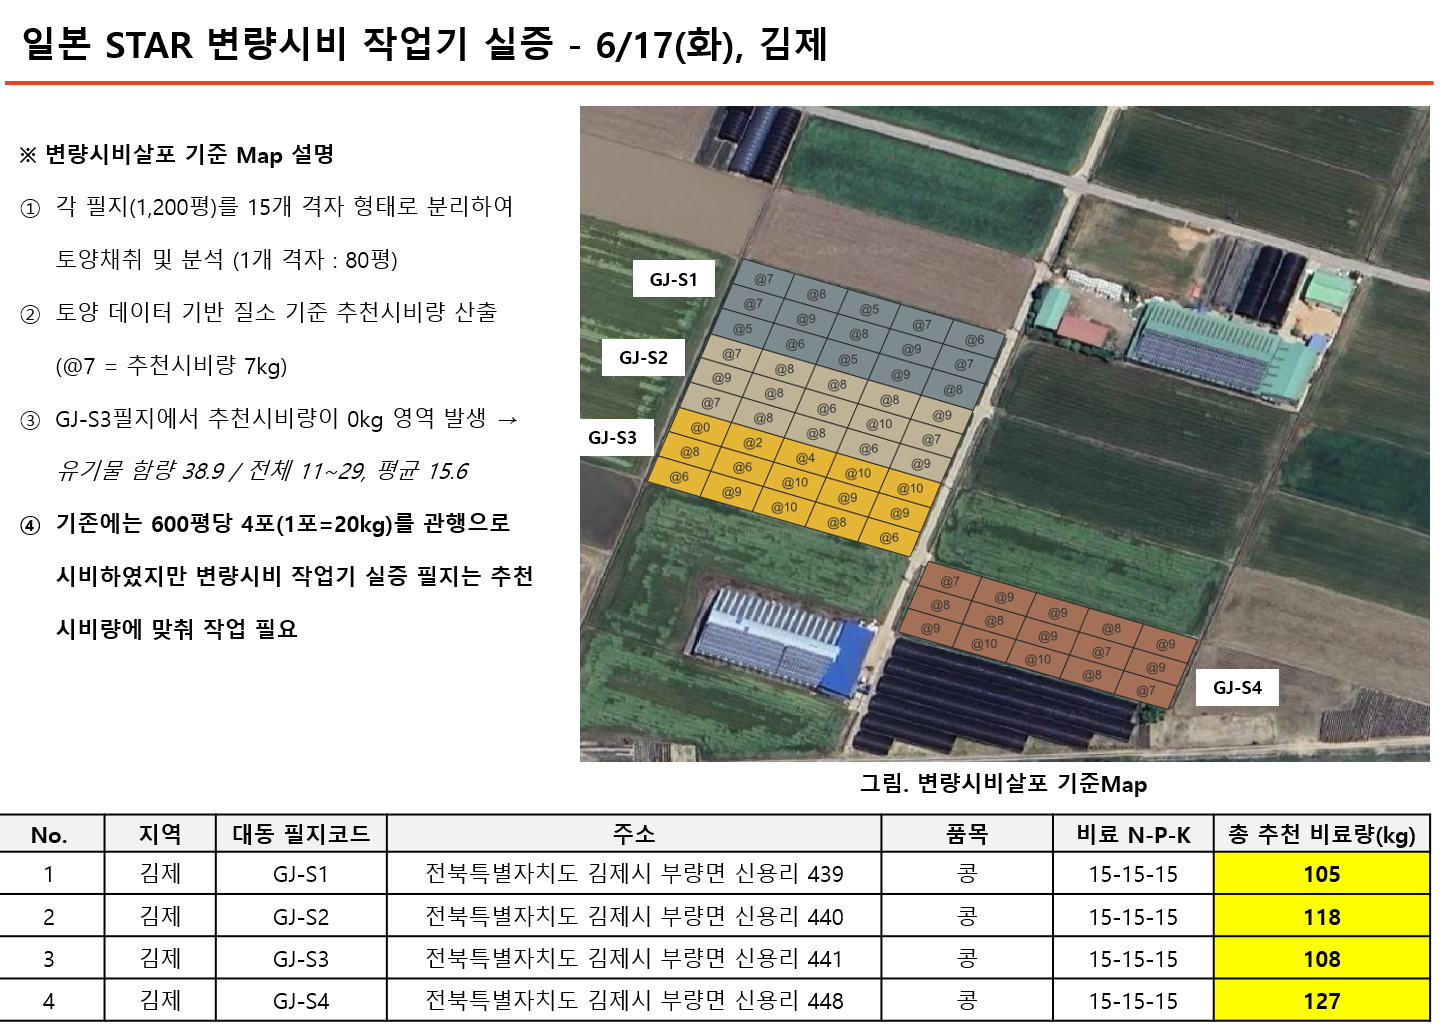 일본 STAR 변량시비 작업기 실증 - 6/17(화), 김제
※ 변량시비살포 기준 Map 설명
① 각 필지(1,200평)를 15개 격자 형태로 분리하여
토양채취 및 분석 (1개 격자 : 80평)
② 토양 데이터 기반 질소 기준 추천시비량 산출
(@7 = 추천시비량 7kg)
③ GJ-S3필지에서 추천시비량이 0kg 영역 발생 →
유기물 함량 38.9 / 전체 11~29, 평균 15.6
④ 기존에는 600평당 4포(1포=20kg)를 관행으로
시비하였지만 변량시비 작업기 실증 필지는 추천
시비량에 맞춰 작업 필요
GJ-S1
@7 @8 @5 @7 @6
@7 @9 @8 @9 @7
@5 @6 @5 @9 @8
GJ-S2
@7 @8 @8 @8 @9
@9 @8 @6 @10 @7
@7 @8 @8 @6 @9
GJ-S3
@0 @2 @4 @10 @10
@8 @6 @10 @9 @9
@6 @9 @10 @8 @6
@7 @9 @9 @8 @9
@8 @8 @9 @7 @9
@9 @10 @10 @8 @7
GJ-S4
그림. 변량시비살포 기준Map
No. 지역 대동 필지코드 주소 품목 비료 N-P-K 총 추천 비료량(kg)
1 김제 GJ-S1 전북특별자치도 김제시 부량면 신용리 439 콩 15-15-15 105
2 김제 GJ-S2 전북특별자치도 김제시 부량면 신용리 440 콩 15-15-15 118
3 김제 GJ-S3 전북특별자치도 김제시 부량면 신용리 441 콩 15-15-15 108
4 김제 GJ-S4 전북특별자치도 김제시 부량면 신용리 448 콩 15-15-15 127